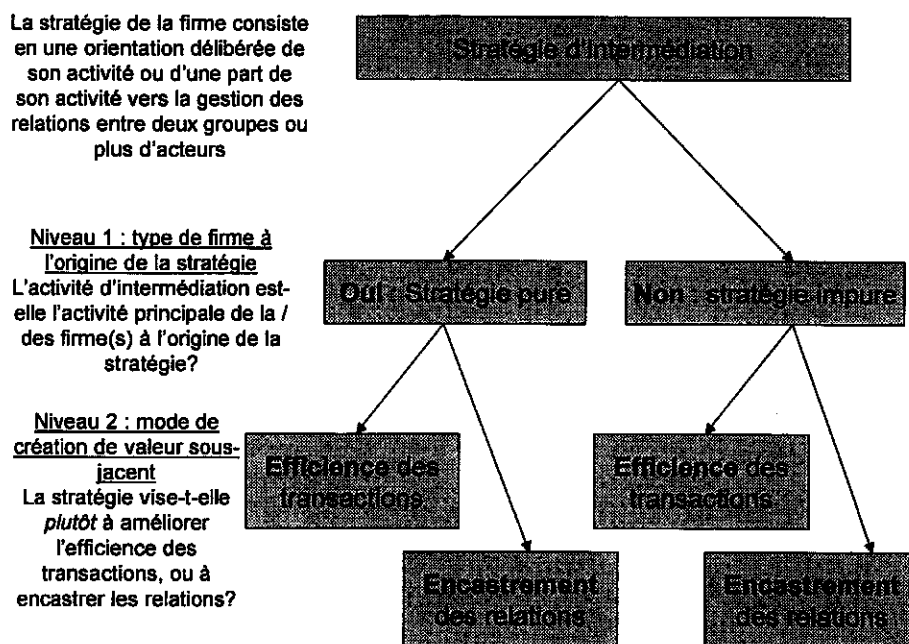 La stratégie de la firme consiste
en une orientation délibérée de
son activité ou d'une part de
son activité vers la gestion des
relations entre deux groupes ou
plus d'acteurs
Stratégie d'intermédiation
Niveau 1 : type de firme à
l'origine de la stratégie
L'activité d'intermédiation est-
elle l'activité principale de la /
des firme(s) à l'origine de la
stratégie?
Oui : Stratégie pure
Non : stratégie impure
Niveau 2 : mode de
création de valeur sous-
jacent
La stratégie vise-t-elle
plutôt à améliorer
l'efficience des
transactions, ou à
encastrer les relations?
Efficience des
transactions
Efficience des
transactions
Encastrement
des relations
Encastrement
des relations